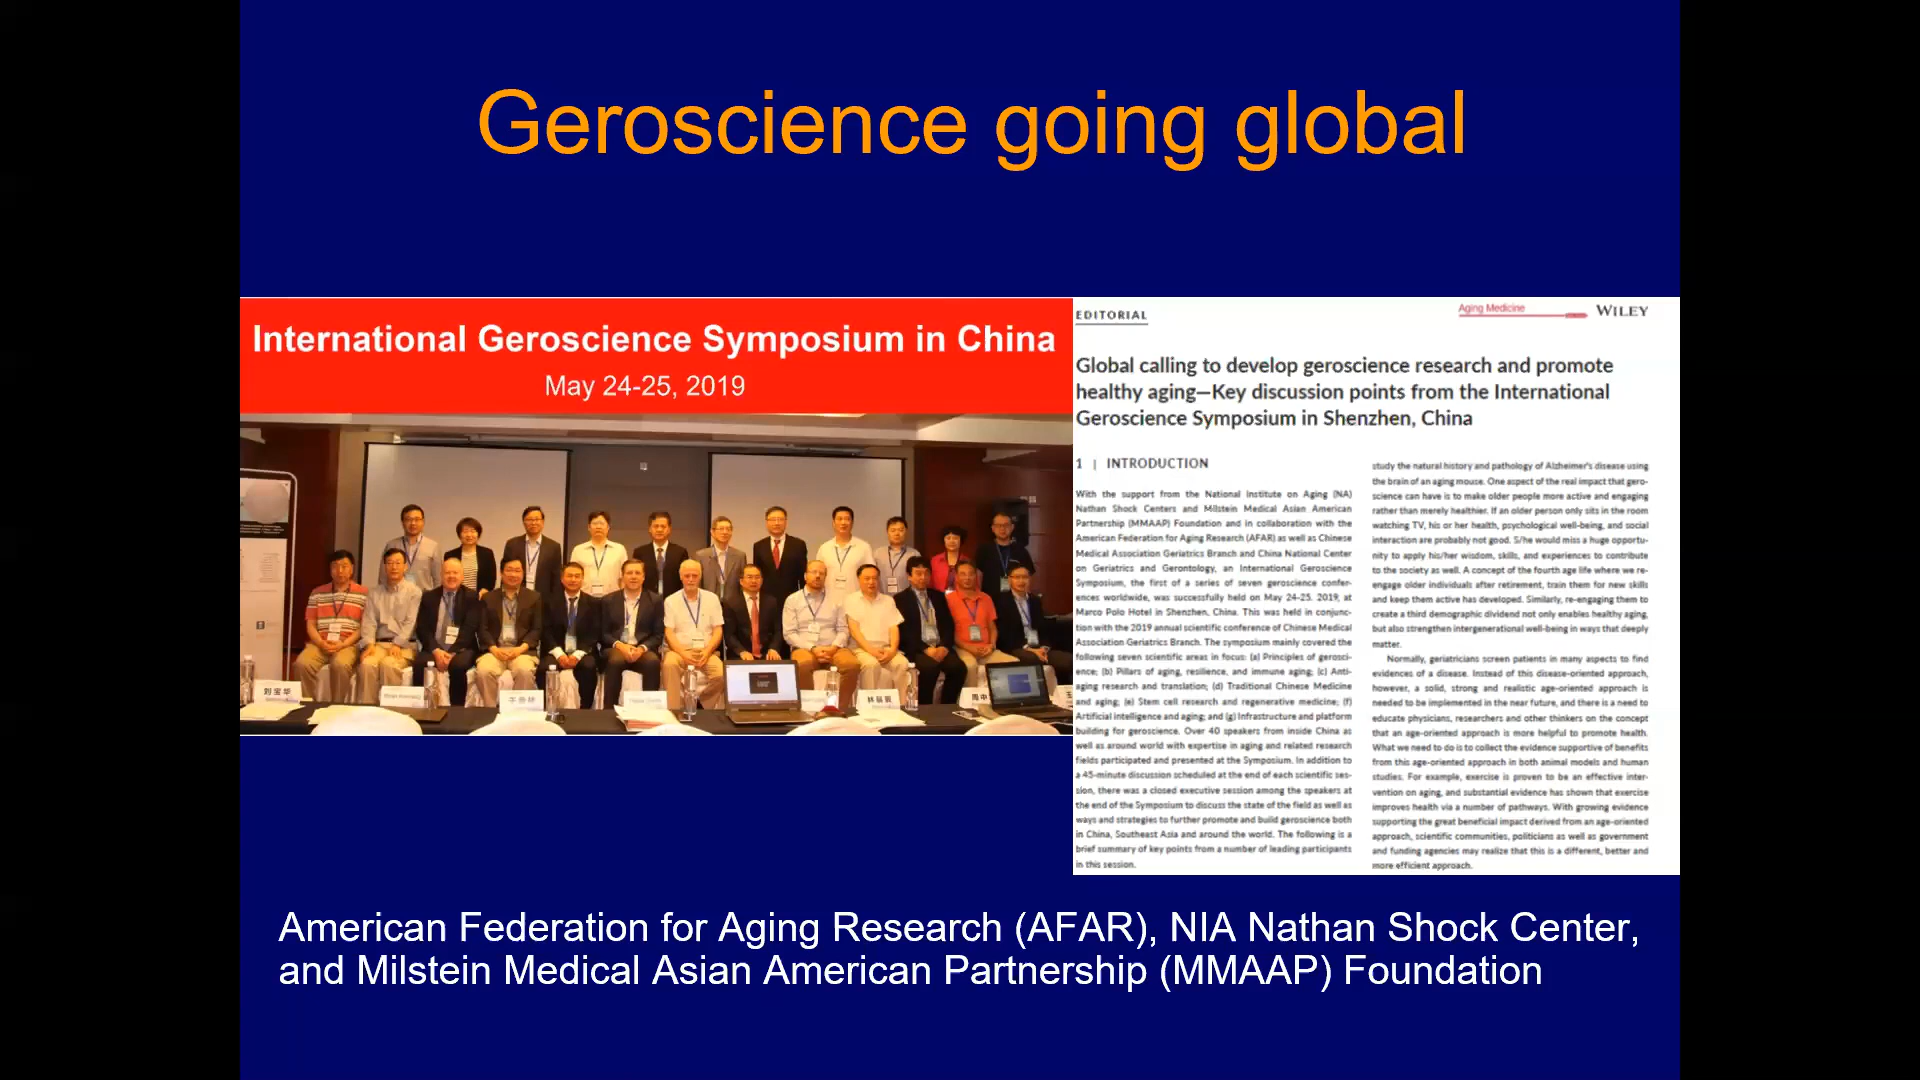 Geroscience going global
International Geroscience Symposium in China
May 24-25, 2019
刘宝华
周中
EDITORIAL
Aging Medicine
WILEY
Global calling to develop geroscience research and promote
healthy aging—Key discussion points from the International
Geroscience Symposium in Shenzhen, China
1 | INTRODUCTION
With the support from the National Institute on Aging (NA)
Nathan Shock Centers and Milstein Medical Asian American
Partnership (MMAAP) Foundation and in collaboration with the
American Federation for Aging Research (AFAR) as well as Chinese
Medical Association Geriatrics Branch and China National Center
on Geriatrics and Gerontology, an International Geroscience
Symposium, the first of a series of seven geroscience confer-
ences worldwide, was successfully held on May 24-25, 2019, at
Marco Polo Hotel in Shenzhen, China. This was held in conjunc-
tion with the 2019 annual scientific conference of Chinese Medical
Association Geriatrics Branch. The symposium mainly covered the
following seven scientific areas in focus: (a) Principles of gerosci-
ence; (b) Pillars of aging, resilience, and immune aging; (c) Anti-
aging research and translation; (d) Traditional Chinese Medicine
and aging; (e) Stem cell research and regenerative medicine; (f)
Artificial intelligence and aging; and (g) Infrastructure and platform
building for geroscience. Over 40 speakers from inside China as
well as around world with expertise in aging and related research
fields participated and presented at the Symposium. In addition to
a 45-minute discussion scheduled at the end of each scientific ses-
sion, there was a closed executive session among the speakers at
the end of the Symposium to discuss the state of the field as well as
ways and strategies to further promote and build geroscience both
in China, Southeast Asia and around the world. The following is a
brief summary of key points from a number of leading participants
in this session.
study the natural history and pathology of Alzheimer's disease using
the brain of an aging mouse. One aspect of the real impact that gero-
science can have is to make older people more active and engaging
rather than merely healthier. If an older person only sits in the room
watching TV, his or her health, psychological well-being, and social
interaction are probably not good. S/he would miss a huge opportu-
nity to apply his/her wisdom, skills, and experiences to contribute
to the society as well. A concept of the fourth age life where we re-
engage older individuals after retirement, train them for new skills
and keep them active has developed. Similarly, re-engaging them to
create a third demographic dividend not only enables healthy aging,
but also strengthen intergenerational well-being in ways that deeply
matter.
Normally, geriatricians screen patients in many aspects to find
evidences of a disease. Instead of this disease-oriented approach,
however, a solid, strong and realistic age-oriented approach is
needed to be implemented in the near future, and there is a need to
educate physicians, researchers and other thinkers on the concept
that an age-oriented approach is more helpful to promote health.
What we need to do is to collect the evidence supportive of benefits
from this age-oriented approach in both animal models and human
studies. For example, exercise is proven to be an effective inter-
vention on aging, and substantial evidence has shown that exercise
improves health via a number of pathways. With growing evidence
supporting the great beneficial impact derived from an age-oriented
approach, scientific communities, politicians as well as government
and funding agencies may realize that this is a different, better and
more efficient approach.
American Federation for Aging Research (AFAR), NIA Nathan Shock Center,
and Milstein Medical Asian American Partnership (MMAAP) Foundation